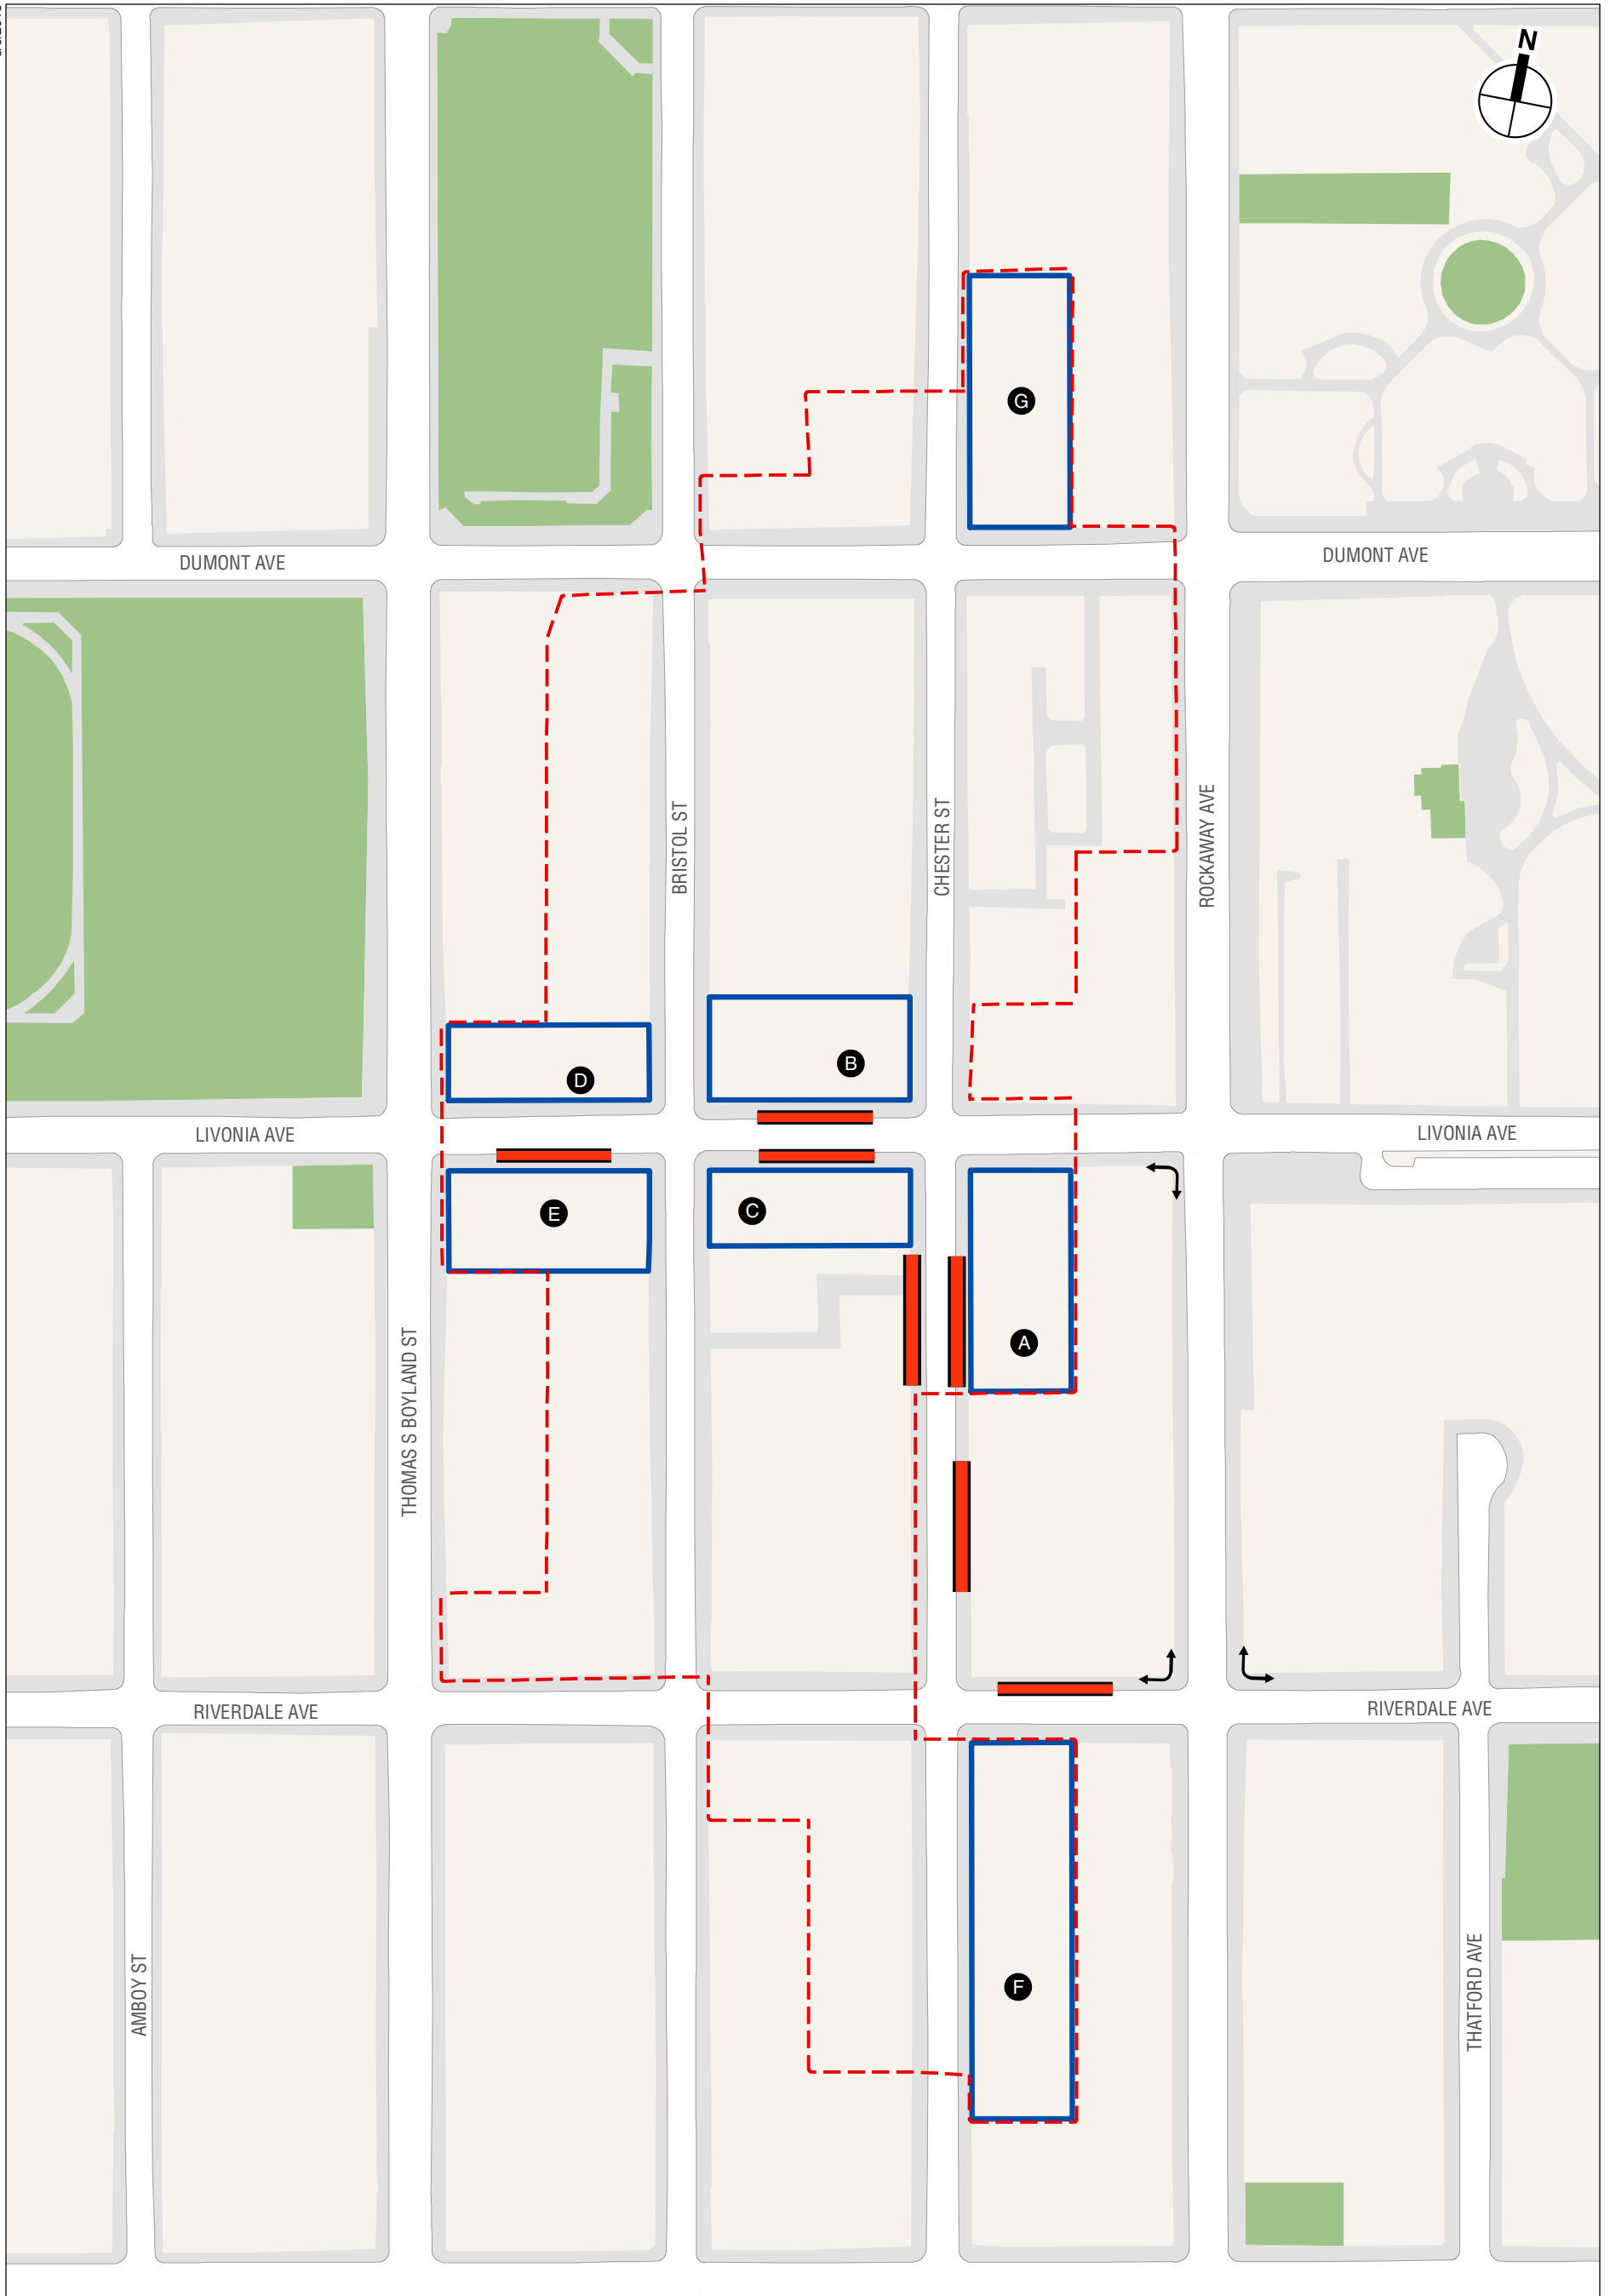 N
G
DUMONT AVE
DUMONT AVE
BRISTOL ST
CHESTER ST
ROCKAWAY AVE
B
D
LIVONIA AVE
LIVONIA AVE
E
C
A
THOMAS S BOYLAND ST
RIVERDALE AVE
RIVERDALE AVE
F
AMBOY ST
THATFORD AVE